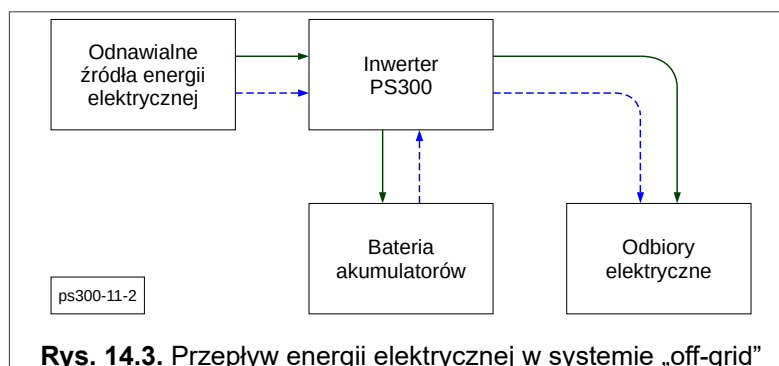 Odnawialne
źródła energii
elektrycznej
Inwerter
PS300
Bateria
akumulatorów
Odbiory
elektryczne
ps300-11-2
Rys. 14.3. Przepływ energii elektrycznej w systemie „off-grid”